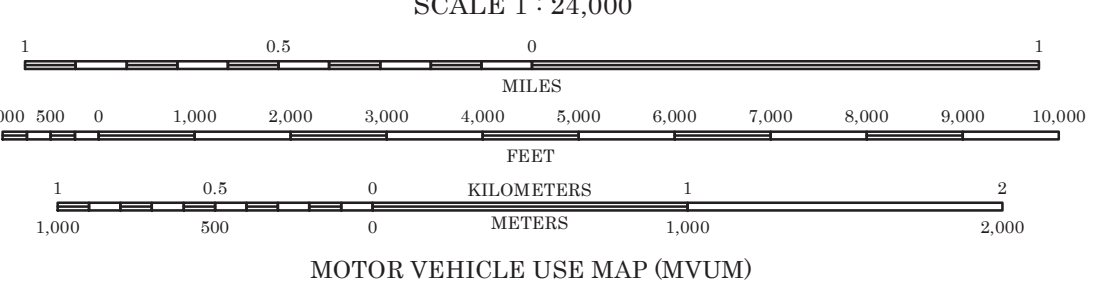 SCALE 1 : 24,000
1 0.5 0 1
MILES
000 500 0 1,000 2,000 3,000 4,000 5,000 6,000 7,000 8,000 9,000 10,000
FEET
1 0.5 0 KILOMETERS 1 2
1,000 500 0 METERS 1,000 2,000
MOTOR VEHICLE USE MAP (MVUM)